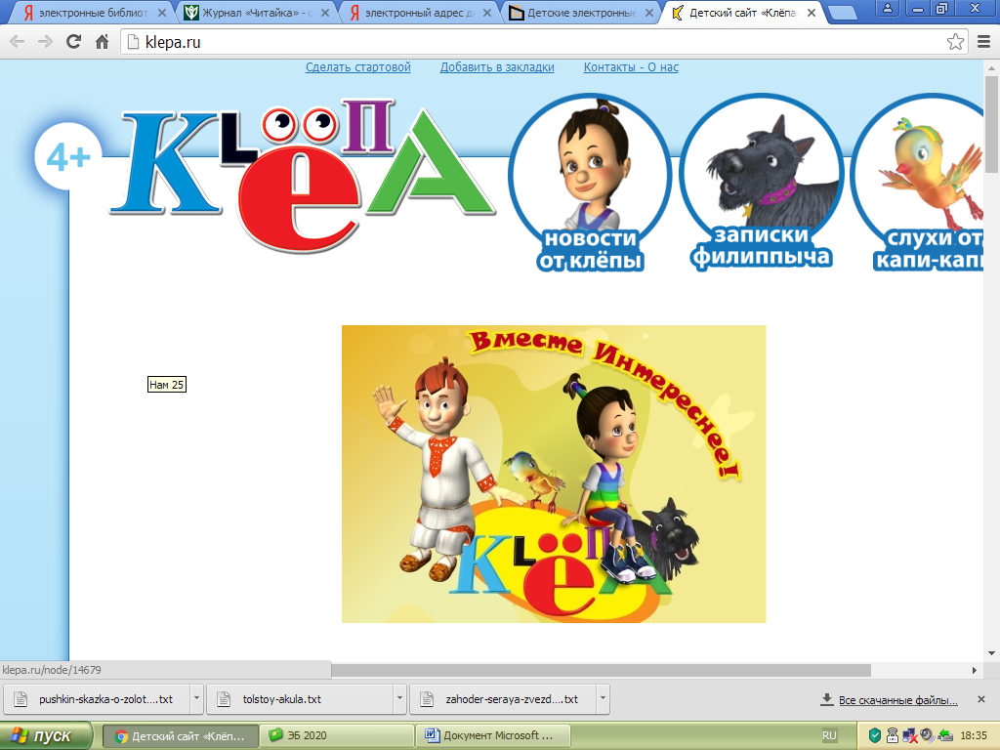 электронные библиот
Журнал «Читайка» - с
электронный адрес д
Детские электронные
Детский сайт «Клёпа
klepa.ru
Сделать стартовой
Добавить в закладки
Контакты - О нас
4+
КLёПА
новости
от клёпы
записки
филиппыча
слухи от
капи-капи
Вместе Интереснее!
КLёПА
Нам 25
klepa.ru/node/14679
pushkin-skazka-o-zolot....txt
tolstoy-akula.txt
zahoder-seraya-zvezd....txt
Все скачанные файлы...
пуск
Детский сайт «Клёп...
ЭБ 2020
Документ Microsoft ...
RU
18:35